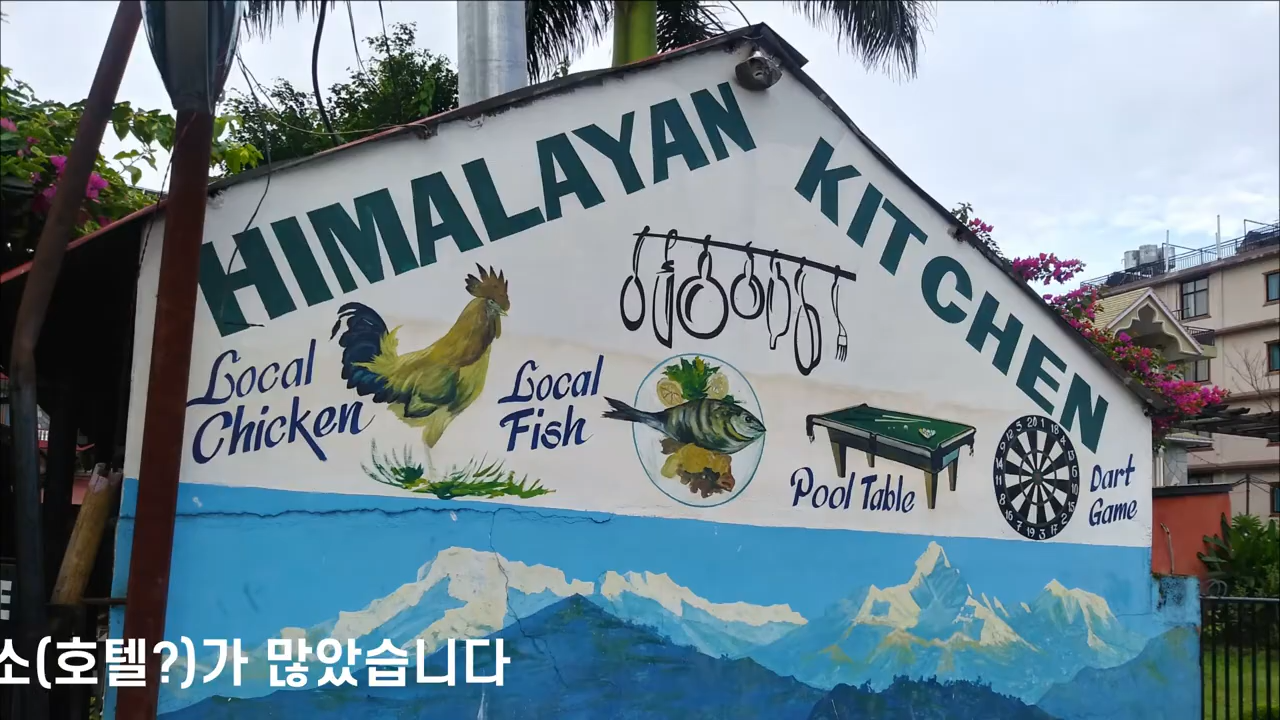 HIMALAYAN KITCHEN
Local
Chicken
Local
Fish
Pool Table
Dart
Game
소(호텔?)가 많았습니다